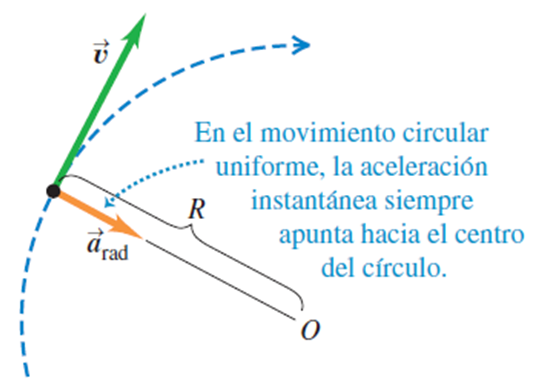 v⃗
En el movimiento circular
uniforme, la aceleración
instantánea siempre
apunta hacia el centro
del círculo.
R
a⃗rad
O